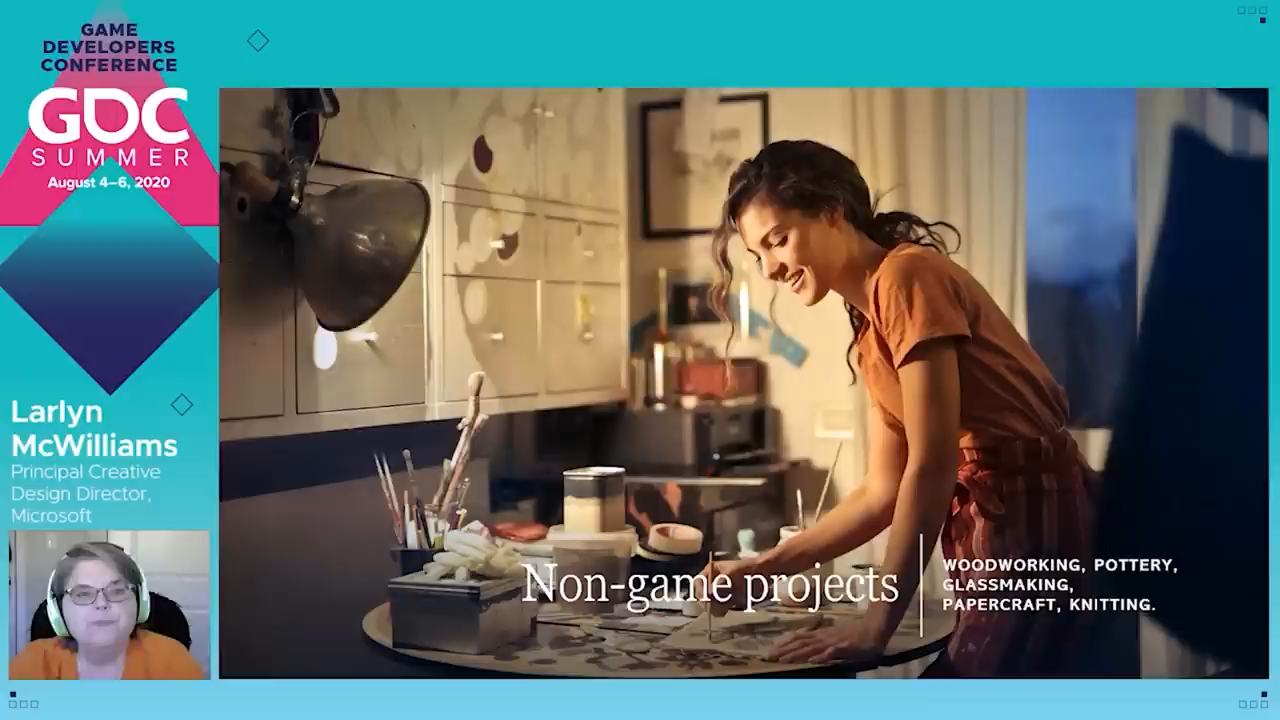 GAME
DEVELOPERS
CONFERENCE
GDC
SUMMER
August 4–6, 2020
Larlyn
McWilliams
Principal Creative
Design Director,
Microsoft
Non-game projects
WOODWORKING, POTTERY,
GLASSMAKING,
PAPERCRAFT, KNITTING.